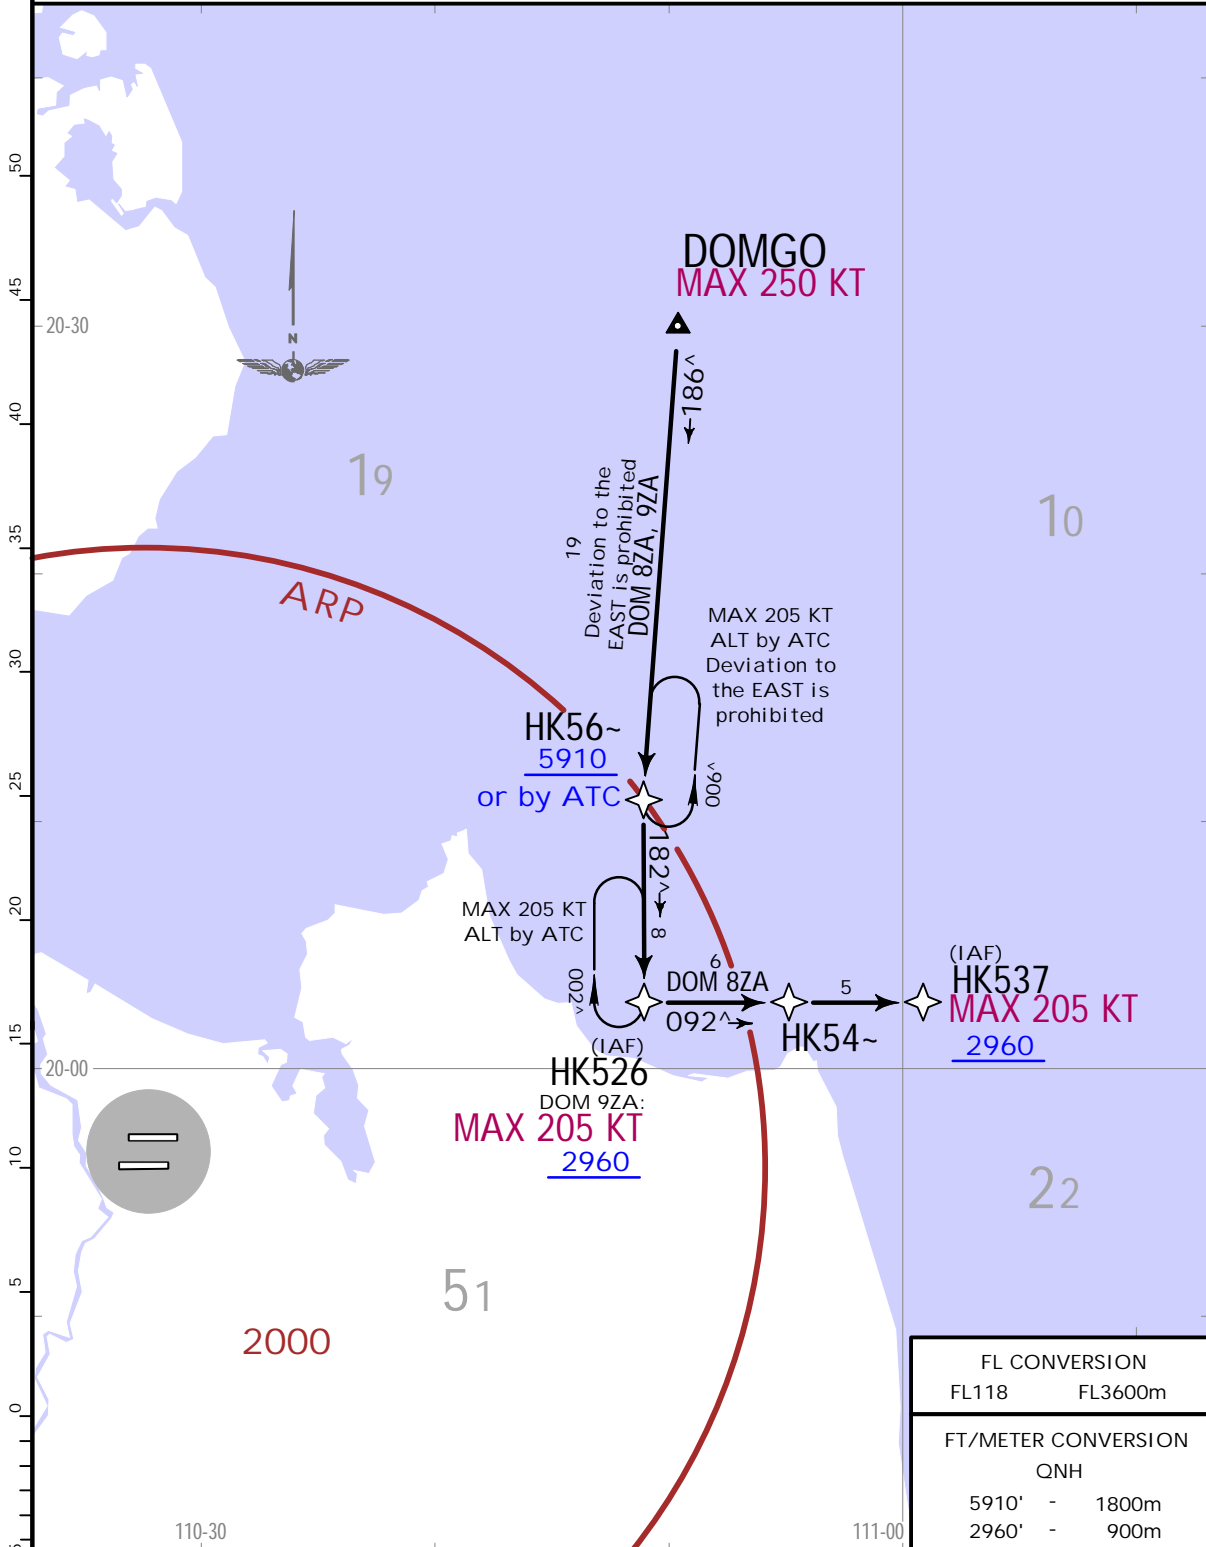 DOMGO
MAX 250 KT
50
45
20-30
N
186^
40
19
10
35
19
Deviation to the
EAST is prohibited
DOM 8ZA, 9ZA
ARP
MAX 205 KT
ALT by ATC
Deviation to
the EAST is
prohibited
30
HK56~
5910
or by ATC
006^
25
182^
8
20
MAX 205 KT
ALT by ATC
002^
6
DOM 8ZA
092^
5
(IAF)
HK537
MAX 205 KT
2960
HK54~
15
(IAF)
HK526
DOM 9ZA:
MAX 205 KT
2960
20-00
10
22
5
51
2000
0
FL CONVERSION
FL118 FL3600m
FT/METER CONVERSION
QNH
5910' - 1800m
2960' - 900m
110-30
111-00